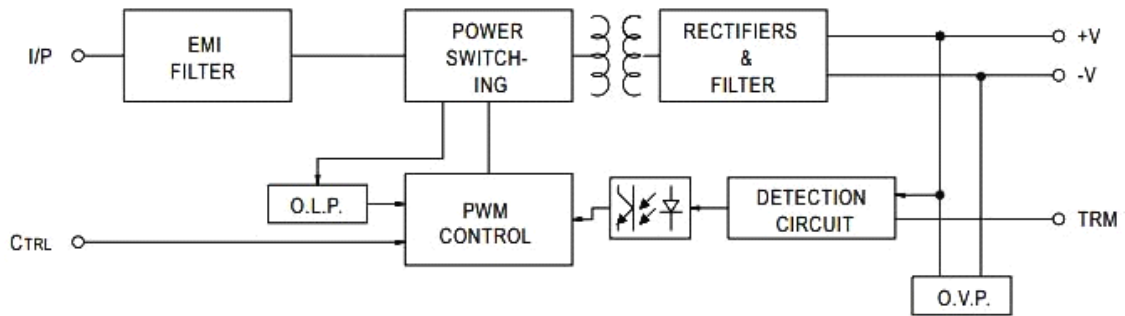 I/P
EMI
FILTER
POWER
SWITCH-
ING
RECTIFIERS
&
FILTER
+V
-V
O.L.P.
PWM
CONTROL
DETECTION
CIRCUIT
TRM
CTRL
O.V.P.